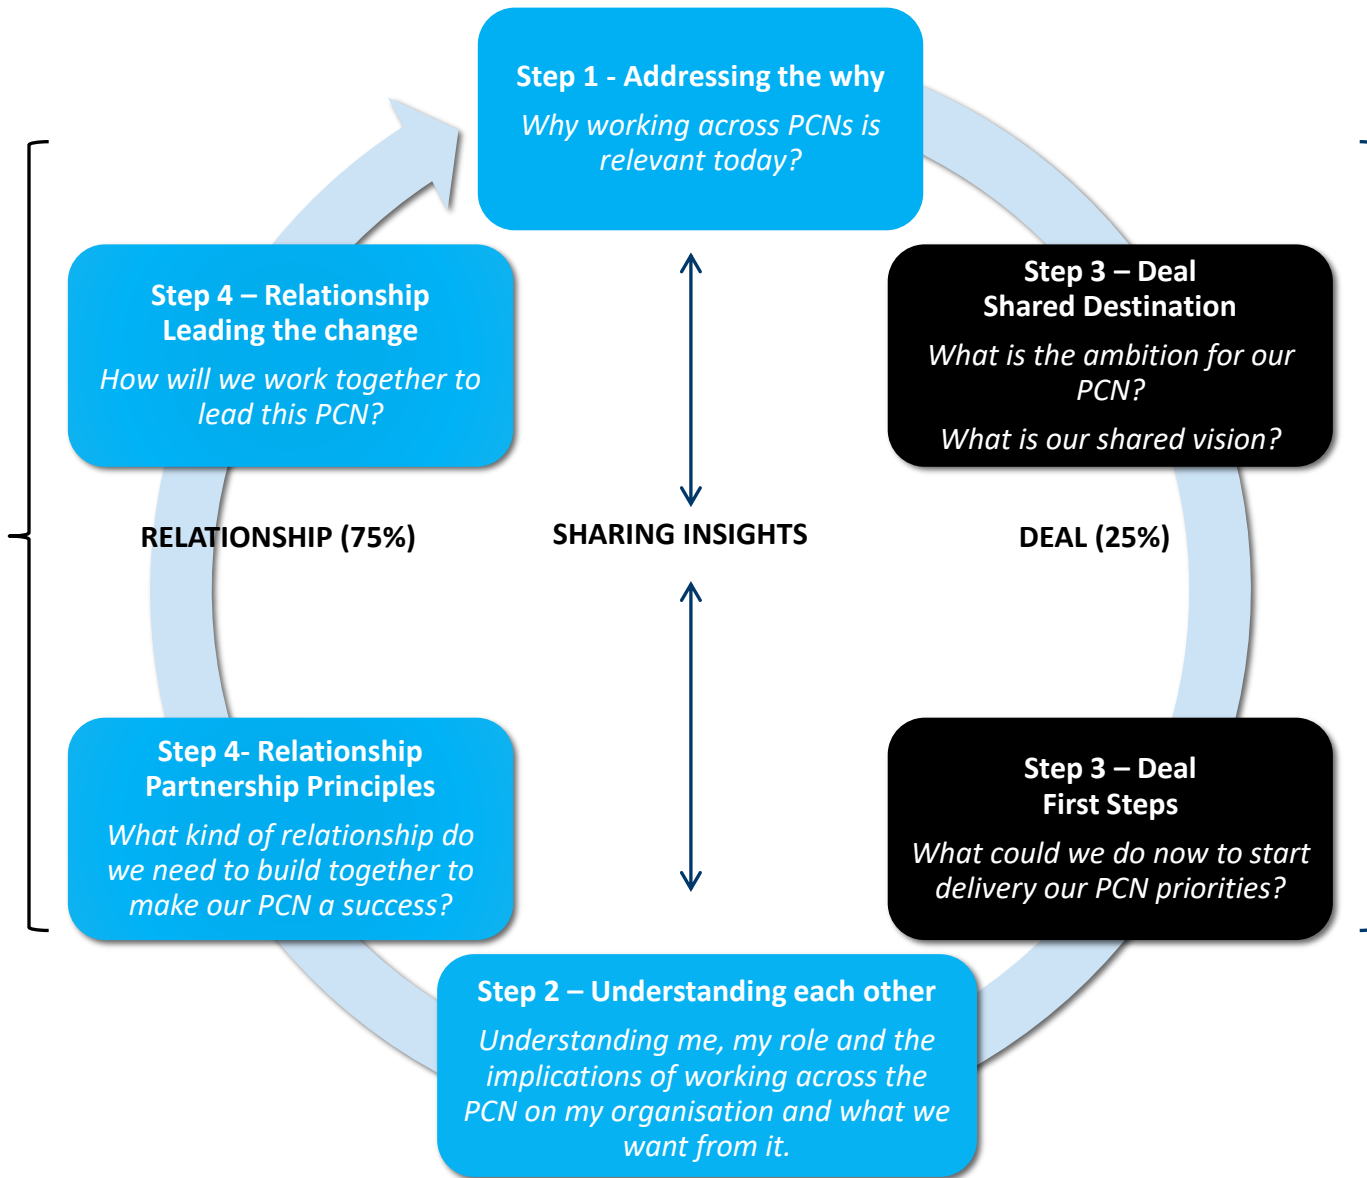 Step 1 - Addressing the why
Why working across PCNs is
relevant today?
Step 4 – Relationship
Leading the change
How will we work together to
lead this PCN?
Step 3 – Deal
Shared Destination
What is the ambition for our
PCN?
What is our shared vision?
RELATIONSHIP (75%)
SHARING INSIGHTS
DEAL (25%)
Step 4- Relationship
Partnership Principles
What kind of relationship do
we need to build together to
make our PCN a success?
Step 3 – Deal
First Steps
What could we do now to start
delivery our PCN priorities?
Step 2 – Understanding each other
Understanding me, my role and the
implications of working across the
PCN on my organisation and what we
want from it.